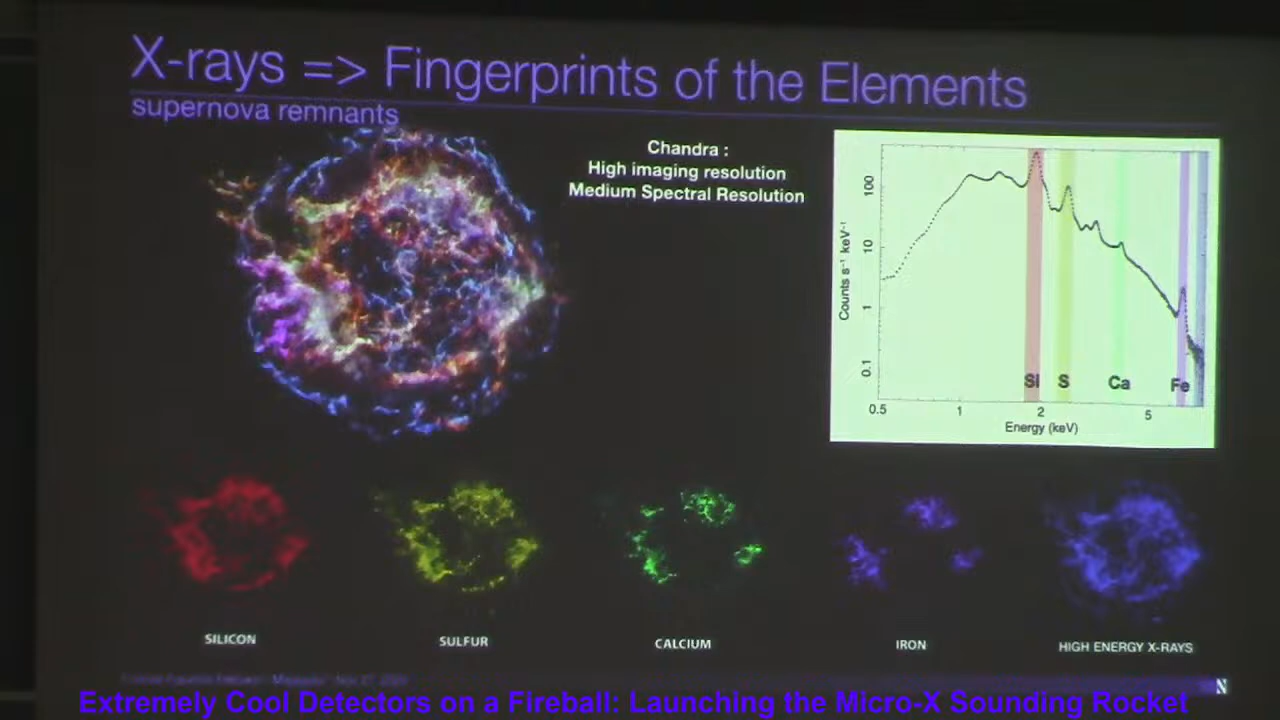 X-rays => Fingerprints of the Elements
supernova remnants
Chandra :
High imaging resolution
Medium Spectral Resolution
Counts s⁻¹ keV⁻¹
100
10
1
0.1
Si S Ca Fe
0.5 1 2 5
Energy (keV)
SILICON SULFUR CALCIUM IRON HIGH ENERGY X-RAYS
N
Extremely Cool Detectors on a Fireball: Launching the Micro-X Sounding Rocket